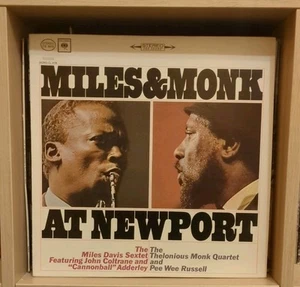 MILES&MONK
AT NEWPORT
The
Miles Davis Sextet
Featuring John Coltrane and
"Cannonball" Adderley
The
Thelonious Monk Quartet
and
Pee Wee Russell